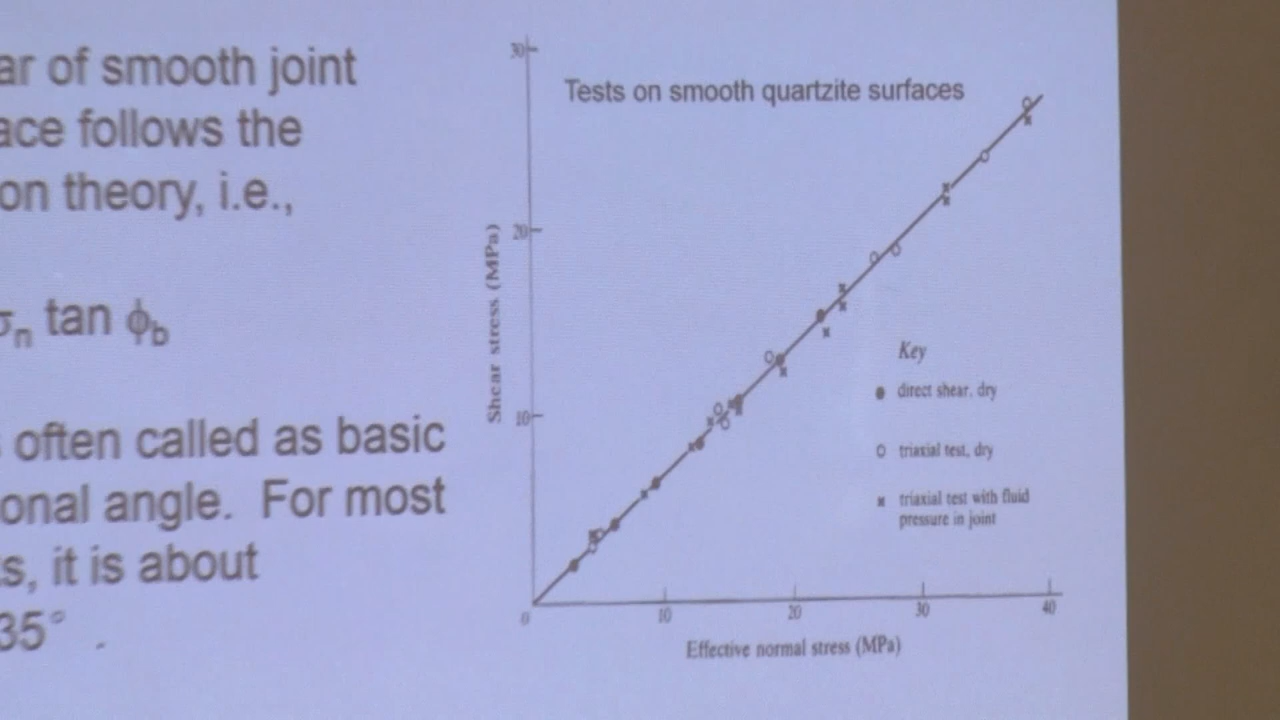 ar of smooth joint
ace follows the
on theory, i.e.,
σn tan ϕb
s often called as basic
onal angle. For most
s, it is about
35°
Tests on smooth quartzite surfaces
30
20
10
0
10
20
30
40
Shear stress (MPa)
Effective normal stress (MPa)
Key
direct shear, dry
triaxial test, dry
triaxial test with fluid
pressure in joint